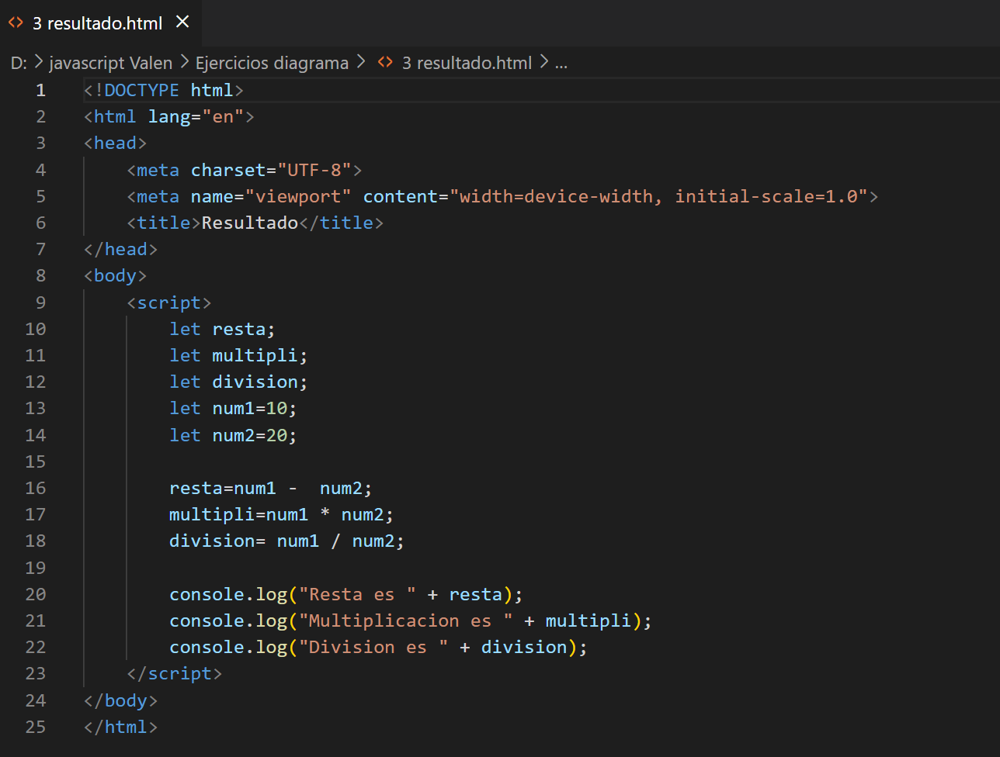 3 resultado.html
D: > javascript Valen > Ejercicios diagrama > 3 resultado.html > ...
1 <!DOCTYPE html>
2 <html lang="en">
3 <head>
4     <meta charset="UTF-8">
5     <meta name="viewport" content="width=device-width, initial-scale=1.0">
6     <title>Resultado</title>
7 </head>
8 <body>
9     <script>
10         let resta;
11         let multipli;
12         let division;
13         let num1=10;
14         let num2=20;
15
16         resta=num1 -  num2;
17         multipli=num1 * num2;
18         division= num1 / num2;
19
20         console.log("Resta es " + resta);
21         console.log("Multiplicacion es " + multipli);
22         console.log("Division es " + division);
23     </script>
24 </body>
25 </html>